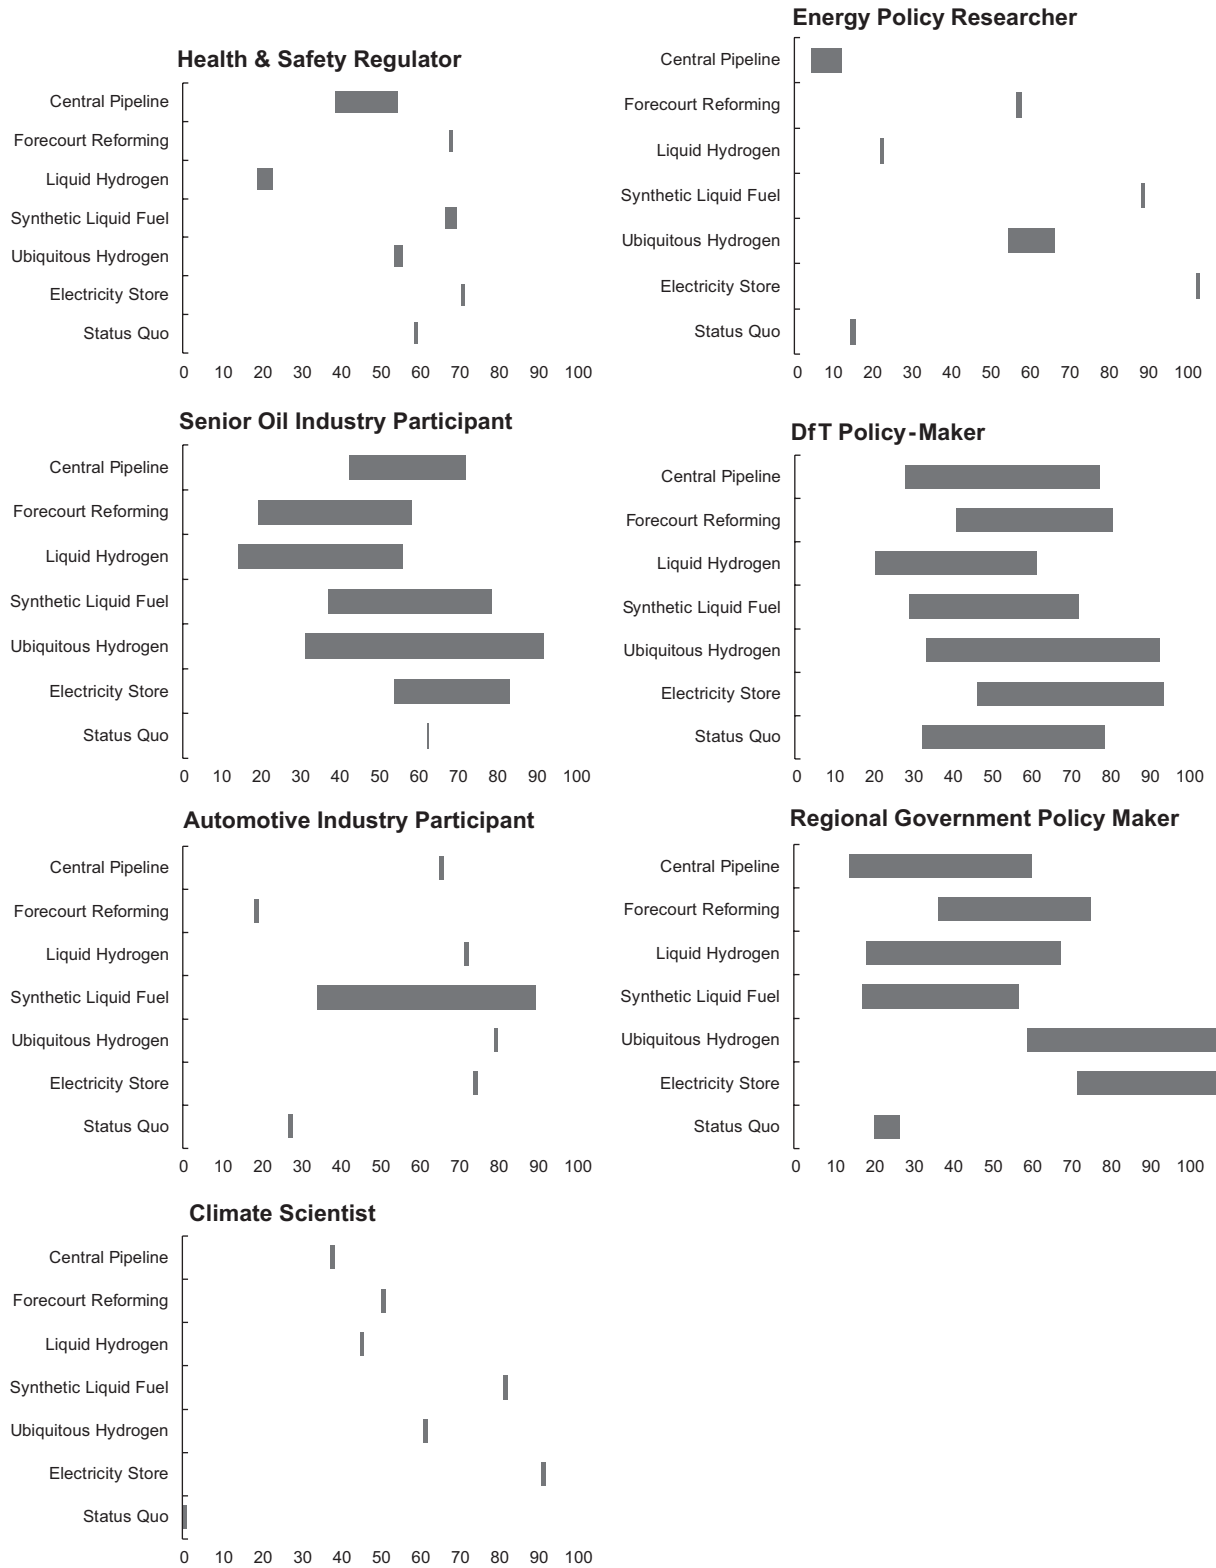 Health & Safety Regulator
Central Pipeline
Forecourt Reforming
Liquid Hydrogen
Synthetic Liquid Fuel
Ubiquitous Hydrogen
Electricity Store
Status Quo
0 10 20 30 40 50 60 70 80 90 100
Energy Policy Researcher
Central Pipeline
Forecourt Reforming
Liquid Hydrogen
Synthetic Liquid Fuel
Ubiquitous Hydrogen
Electricity Store
Status Quo
0 10 20 30 40 50 60 70 80 90 100
Senior Oil Industry Participant
Central Pipeline
Forecourt Reforming
Liquid Hydrogen
Synthetic Liquid Fuel
Ubiquitous Hydrogen
Electricity Store
Status Quo
0 10 20 30 40 50 60 70 80 90 100
DfT Policy-Maker
Central Pipeline
Forecourt Reforming
Liquid Hydrogen
Synthetic Liquid Fuel
Ubiquitous Hydrogen
Electricity Store
Status Quo
0 10 20 30 40 50 60 70 80 90 100
Automotive Industry Participant
Central Pipeline
Forecourt Reforming
Liquid Hydrogen
Synthetic Liquid Fuel
Ubiquitous Hydrogen
Electricity Store
Status Quo
0 10 20 30 40 50 60 70 80 90 100
Regional Government Policy Maker
Central Pipeline
Forecourt Reforming
Liquid Hydrogen
Synthetic Liquid Fuel
Ubiquitous Hydrogen
Electricity Store
Status Quo
0 10 20 30 40 50 60 70 80 90 100
Climate Scientist
Central Pipeline
Forecourt Reforming
Liquid Hydrogen
Synthetic Liquid Fuel
Ubiquitous Hydrogen
Electricity Store
Status Quo
0 10 20 30 40 50 60 70 80 90 100